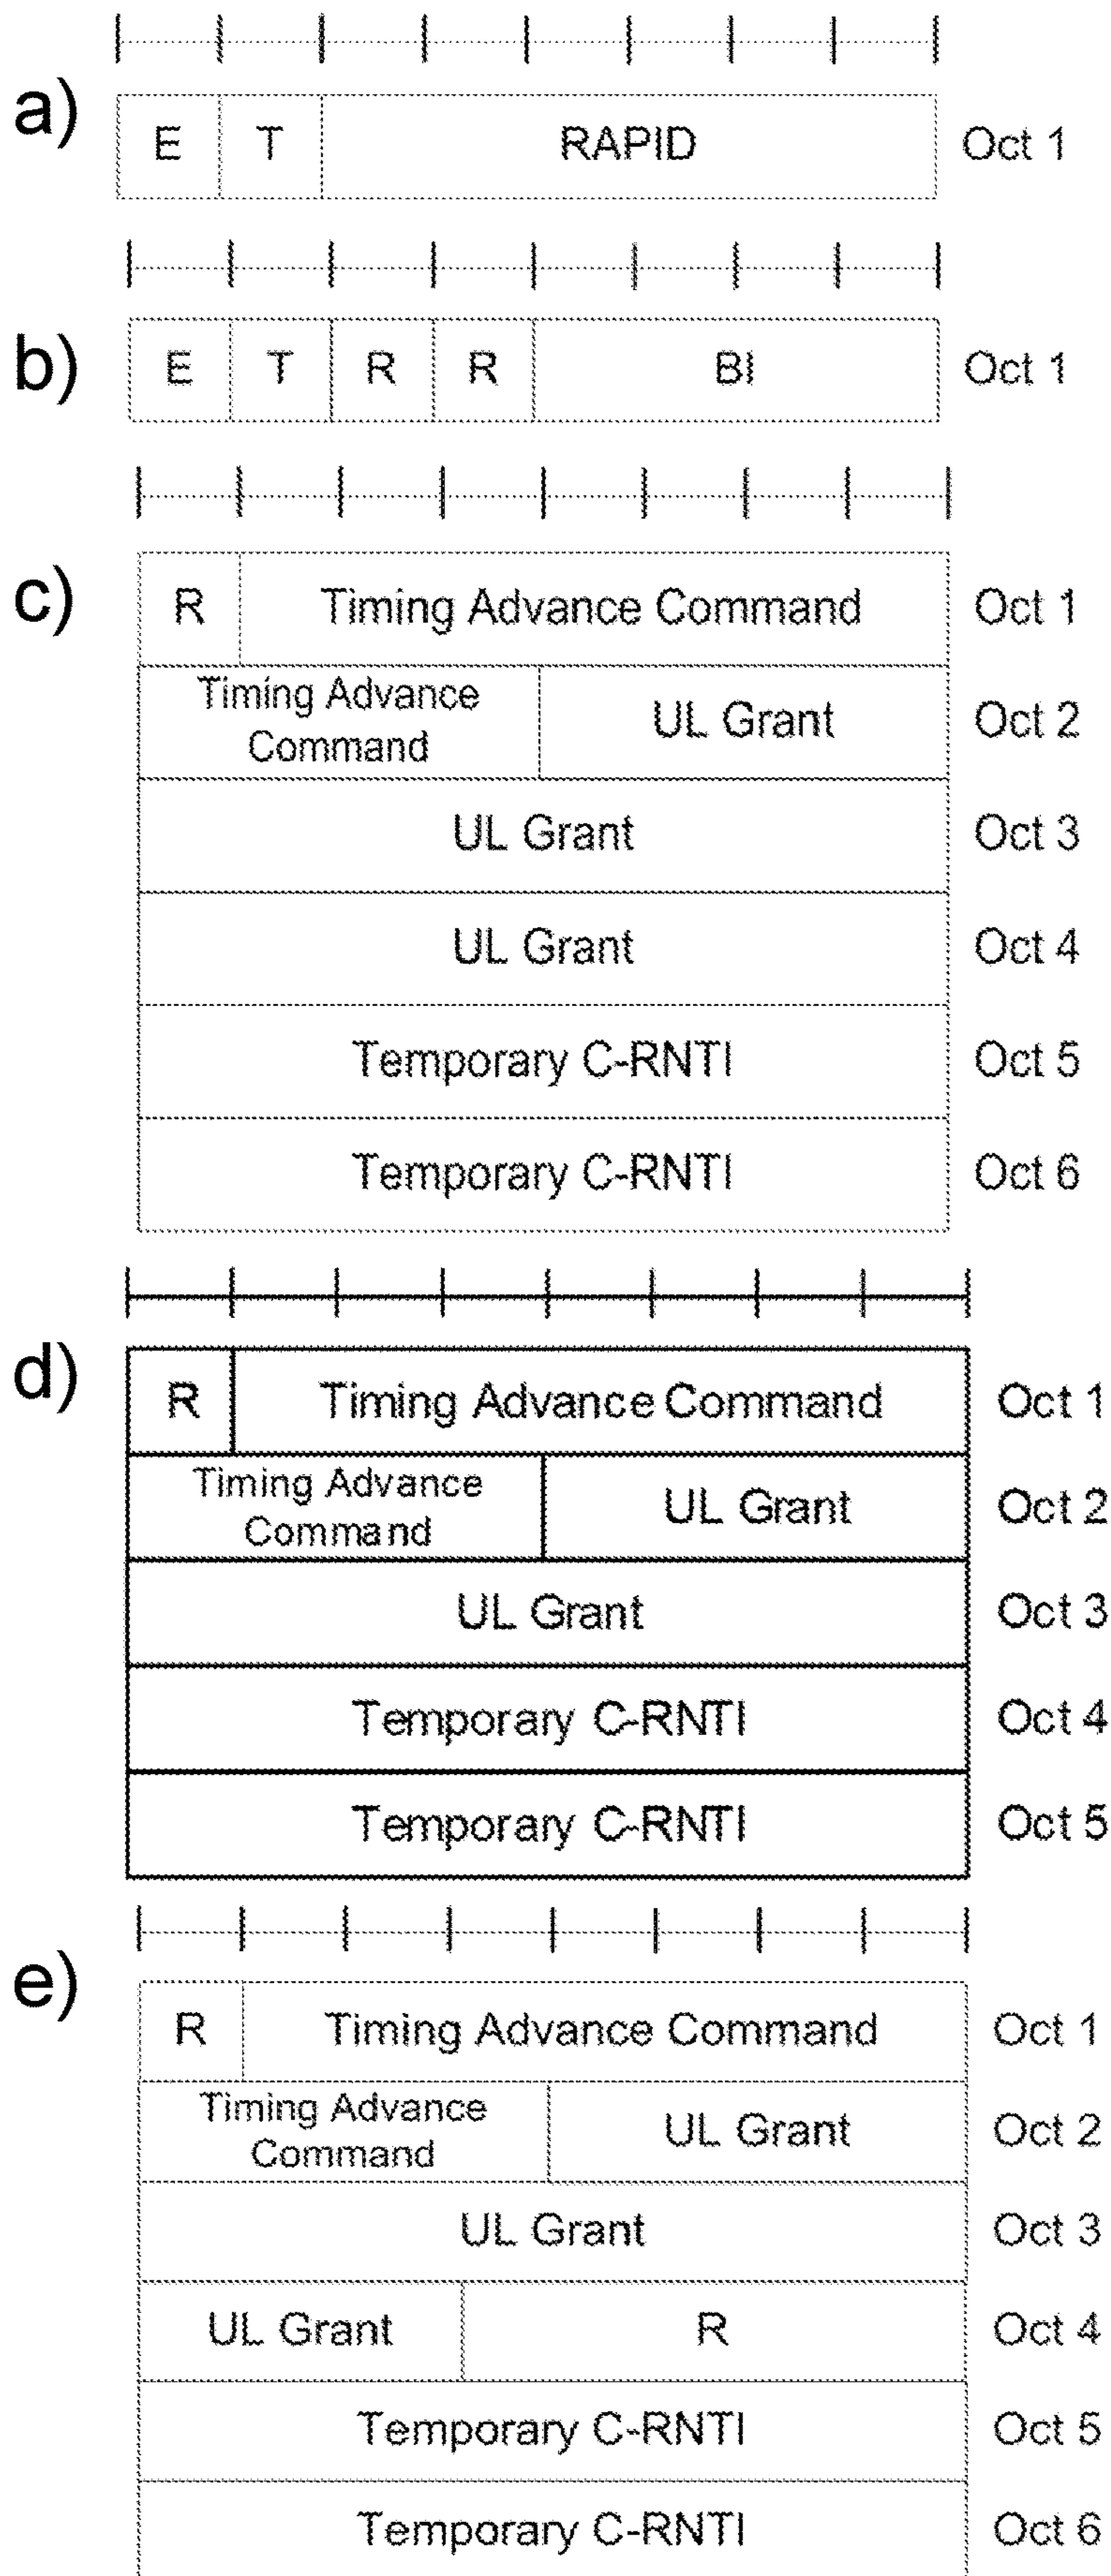 a)
E T RAPID Oct 1
b)
E T R R BI Oct 1
c)
R Timing Advance Command Oct 1
Timing Advance
Command
UL Grant Oct 2
UL Grant Oct 3
UL Grant Oct 4
Temporary C-RNTI Oct 5
Temporary C-RNTI Oct 6
d)
R Timing Advance Command Oct 1
Timing Advance
Command
UL Grant Oct 2
UL Grant Oct 3
Temporary C-RNTI Oct 4
Temporary C-RNTI Oct 5
e)
R Timing Advance Command Oct 1
Timing Advance
Command
UL Grant Oct 2
UL Grant Oct 3
UL Grant R Oct 4
Temporary C-RNTI Oct 5
Temporary C-RNTI Oct 6